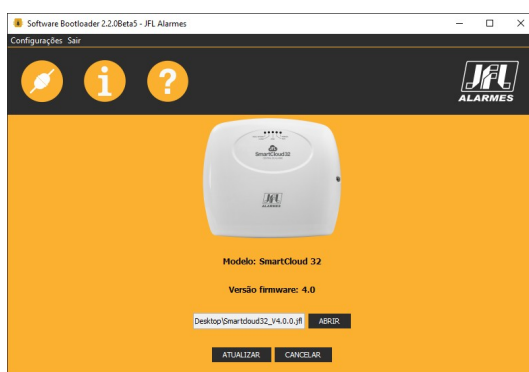 Software Bootloader 2.2.0Beta5 - JFL Alarmes
Configurações Sair
i ?
JFL
ALARMES
SmartCloud32
JFL
ALARMES
Modelo: SmartCloud 32
Versão firmware: 4.0
Desktop\Smartcloud32_V4.0.0.jfl ABRIR
ATUALIZAR CANCELAR